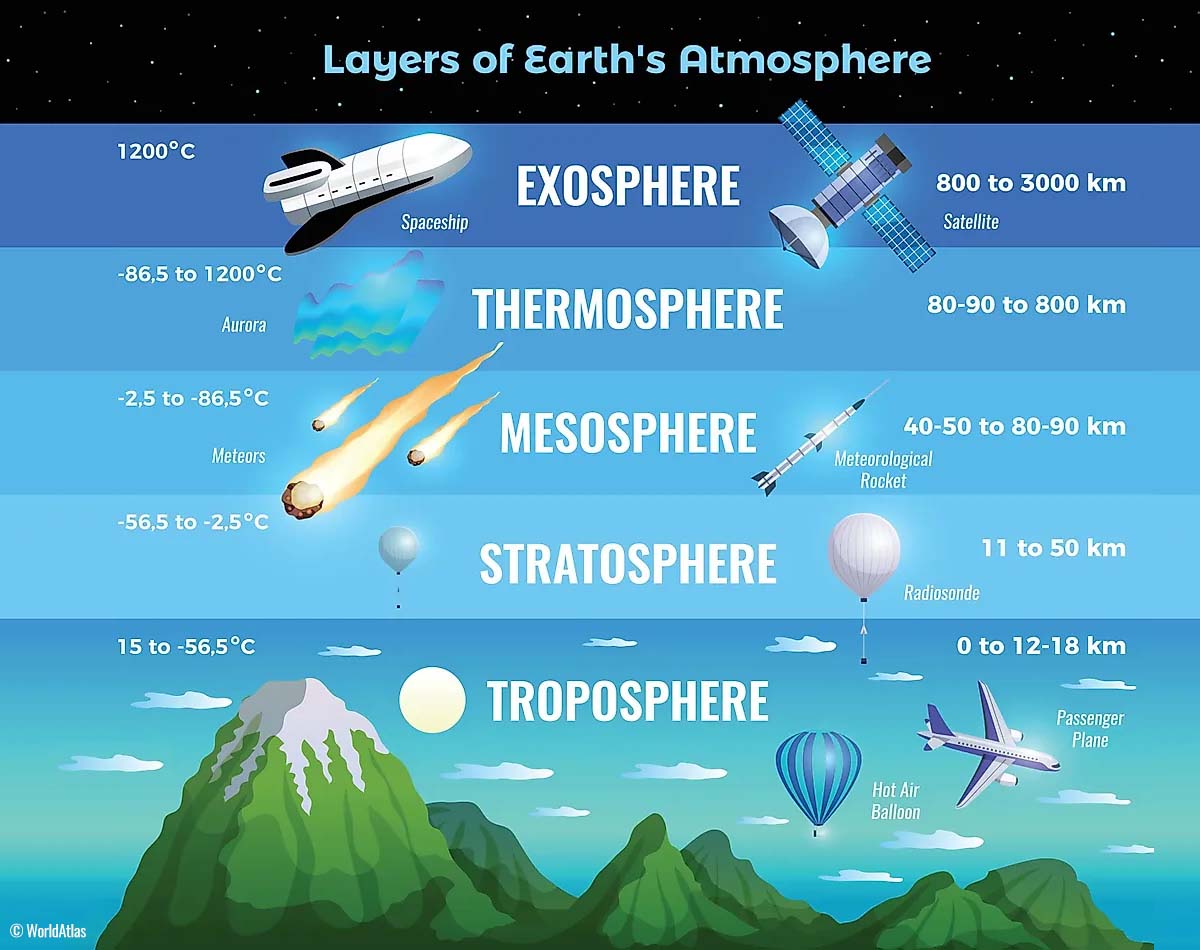 Layers of Earth's Atmosphere
1200°C
EXOSPHERE
800 to 3000 km
Spaceship
Satellite
-86,5 to 1200°C
THERMOSPHERE
80-90 to 800 km
Aurora
-2,5 to -86,5°C
MESOSPHERE
40-50 to 80-90 km
Meteors
Meteorological
Rocket
-56,5 to -2,5°C
STRATOSPHERE
11 to 50 km
Radiosonde
15 to -56,5°C
0 to 12-18 km
TROPOSPHERE
Passenger
Plane
Hot Air
Balloon
© WorldAtlas